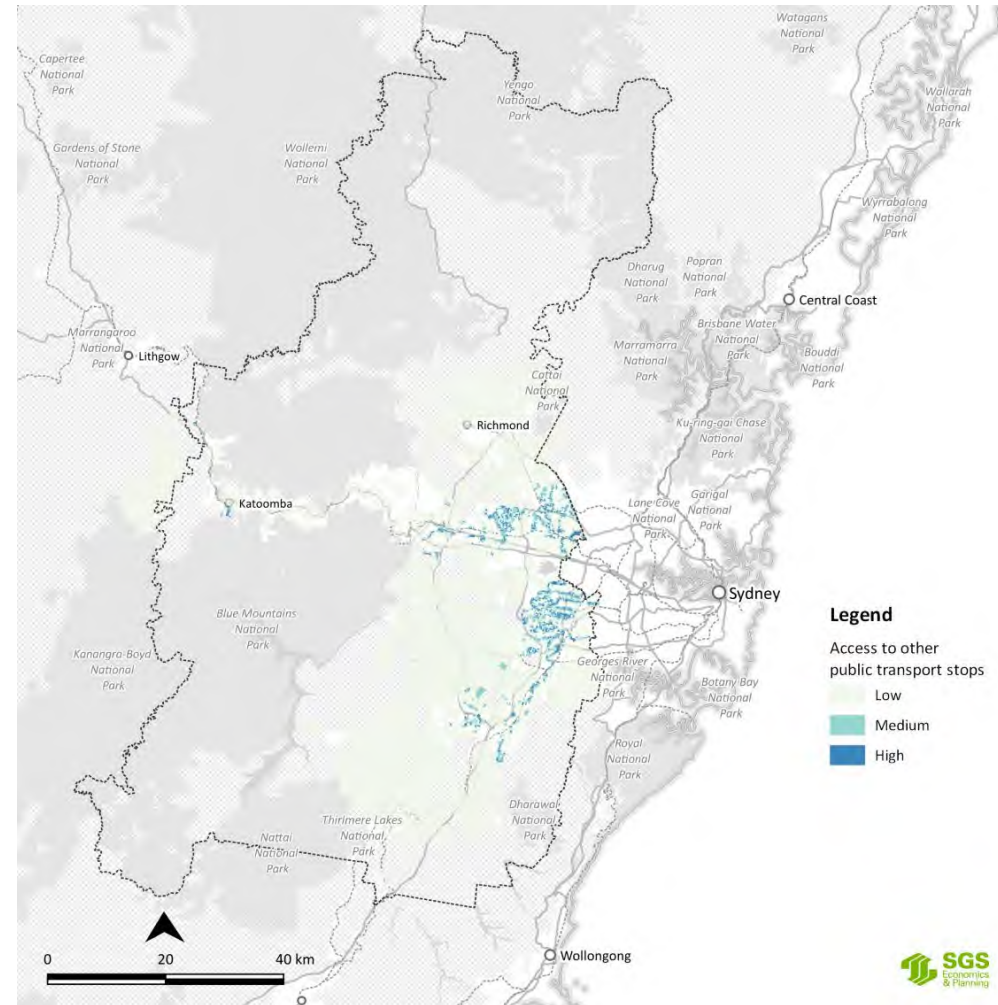 Watagans
National
Park
Capertee
National
Park
Yengo
National
Park
Wallarah
National
Park
Gardens of Stone
National
Park
Wollemi
National
Park
Wyrrabalong
National
Park
Dharug
National
Park
Popran
National
Park
Central Coast
Marrangaroo
National
Park
Lithgow
Marramarra
National
Park
Brisbane Water
National
Park
Bouddi
National
Park
Cattai
National
Park
Richmond
Ku-ring-gai Chase
National
Park
Katoomba
Lane Cove
National
Park
Garigal
National
Park
Sydney
Blue Mountains
National
Park
Kanangra-Boyd
National
Park
Georges River
National
Park
Botany Bay
National
Park
Legend
Access to other
public transport stops
Low
Medium
High
Royal
National
Park
Thirlmere Lakes
National
Park
Dharawal
National
Park
Nattai
National
Park
0 20 40 km
Wollongong
SGS
Economics
& Planning